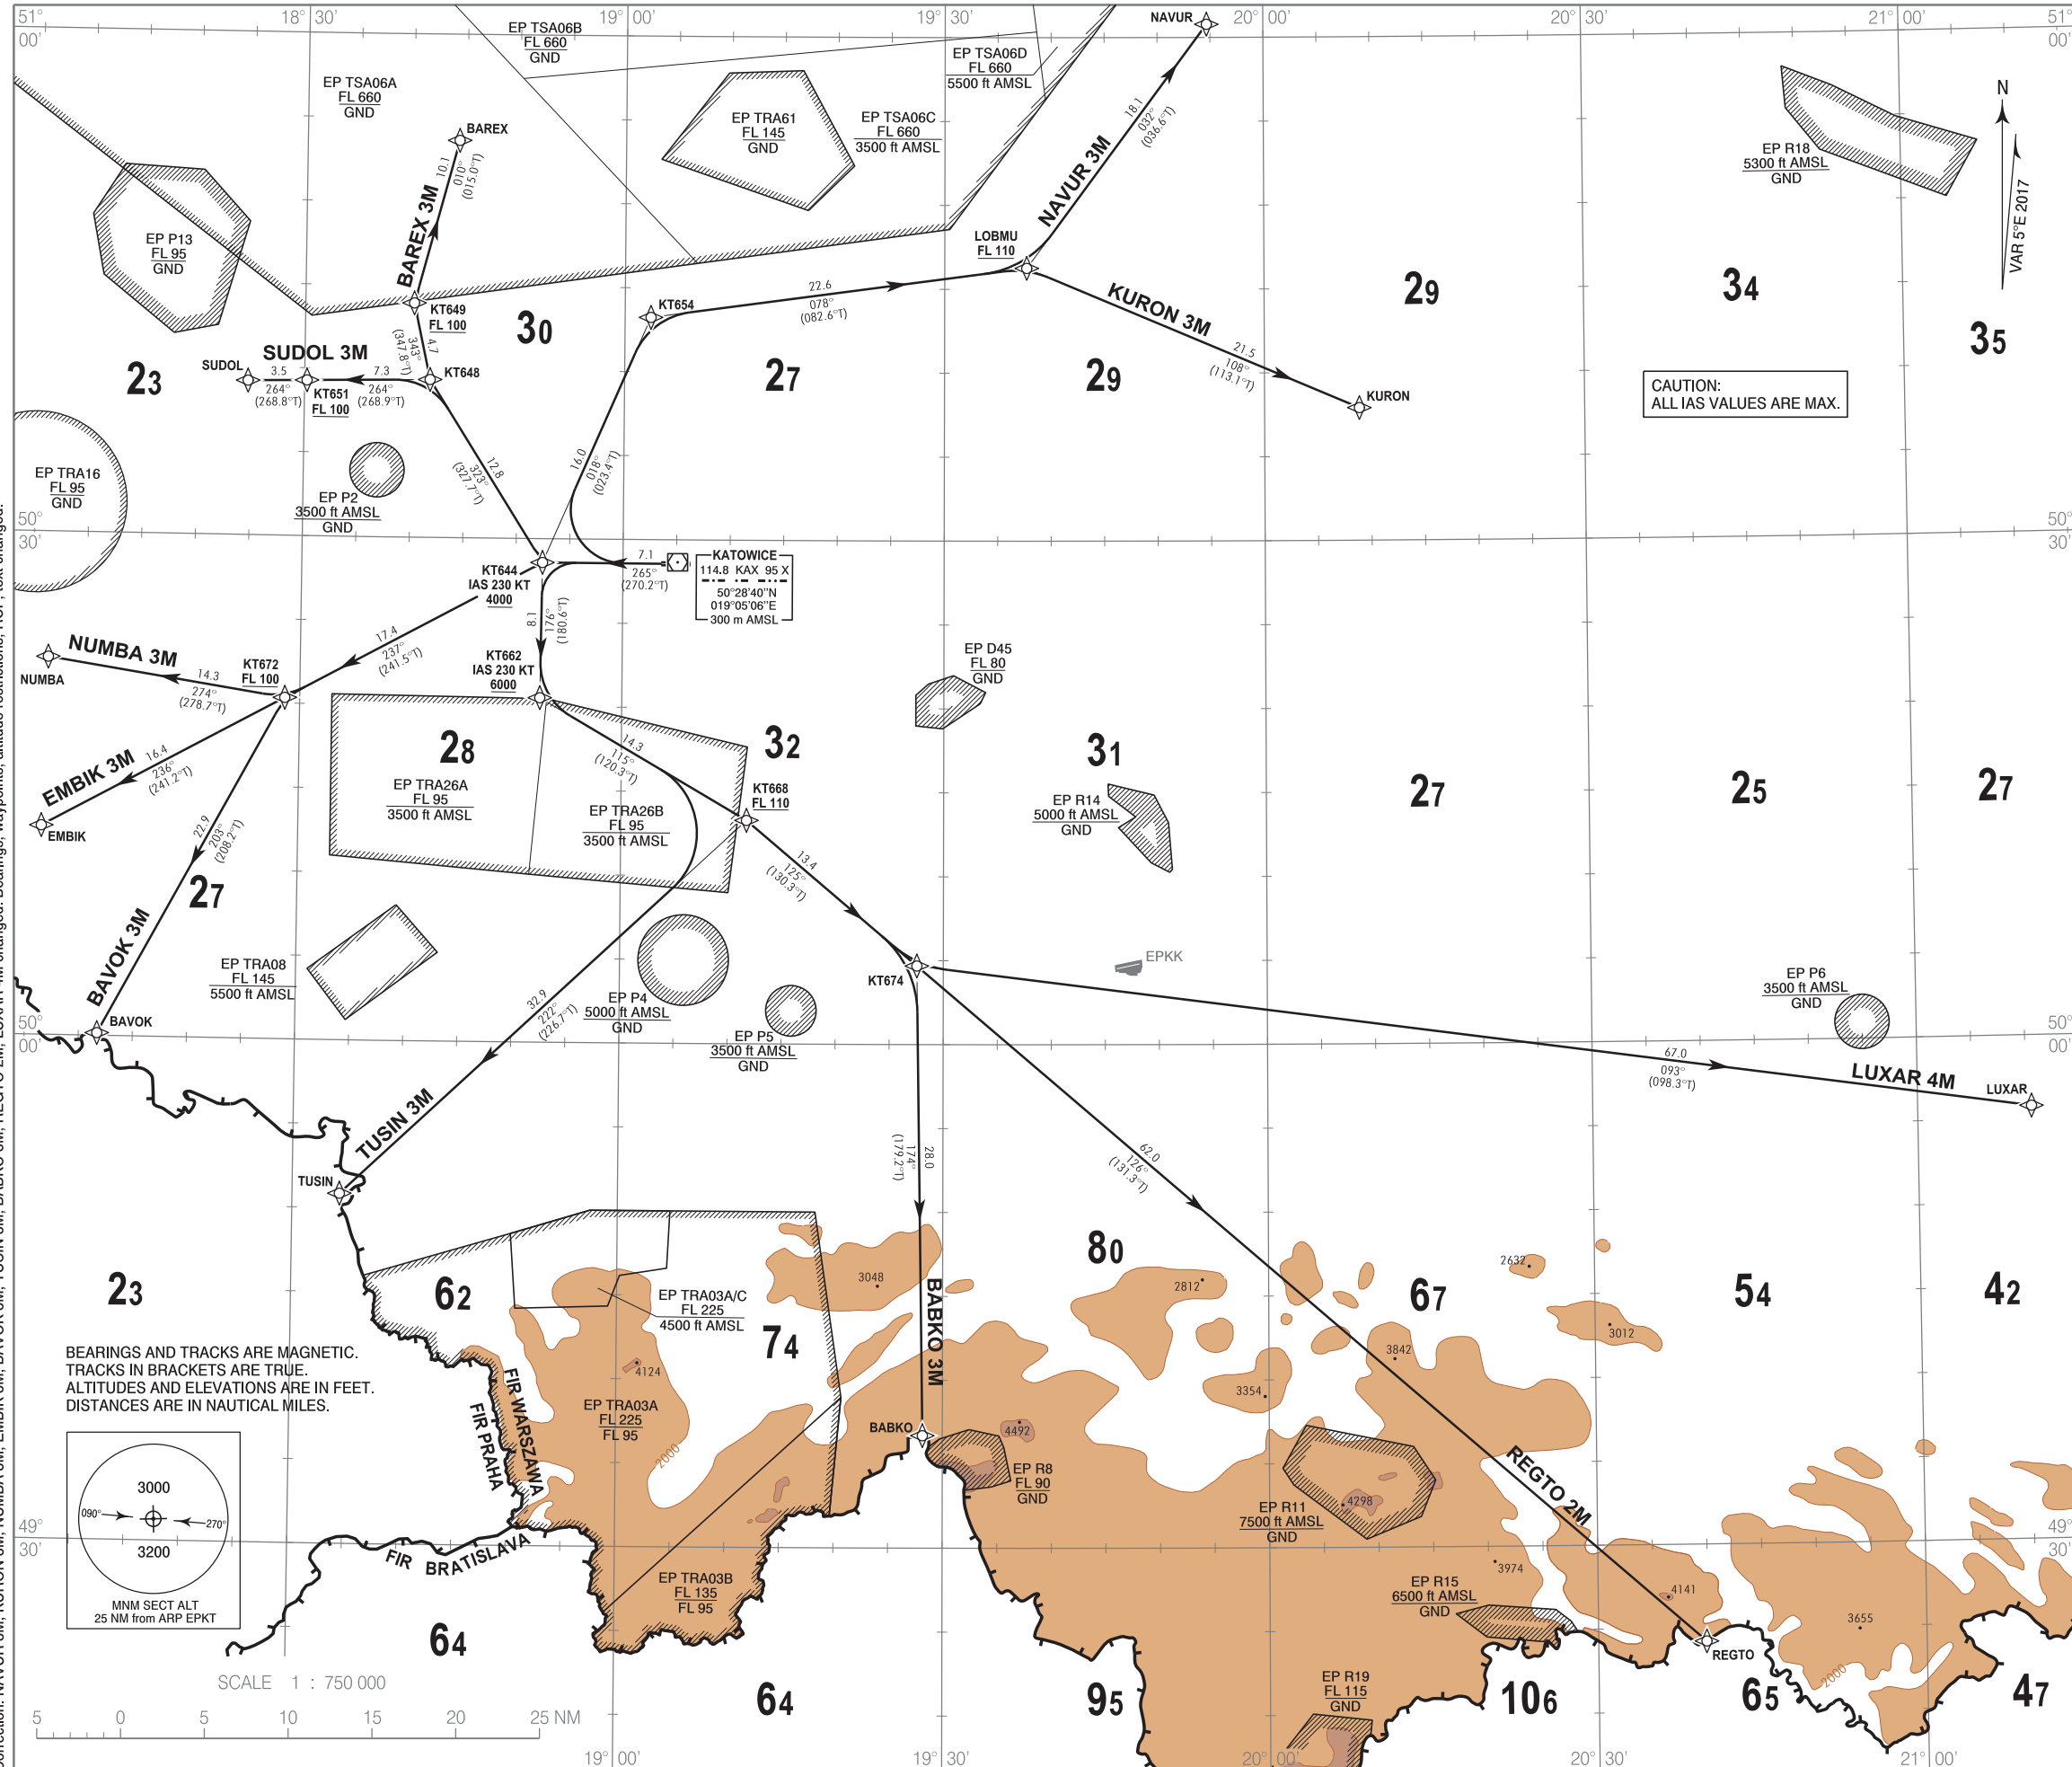 51°
00'
18° 30'
19° 00'
19° 30'
20° 00'
20° 30'
21° 00'
51°
00'
NAVUR
EP TSA06B
FL 660
GND
EP TSA06D
FL 660
5500 ft AMSL
EP TSA06A
FL 660
GND
EP TRA61
FL 145
GND
EP TSA06C
FL 660
3500 ft AMSL
EP R18
5300 ft AMSL
GND
N
VAR 5°E 2017
BAREX
10.1
010°
(015.0°T)
BAREX 3M
18.1
032°
(036.6°T)
NAVUR 3M
EP P13
FL 95
GND
LOBMU
FL 110
KT649
FL 100
KT654
22.6
078°
(082.6°T)
KURON 3M
21.5
108°
(113.1°T)
KURON
29
34
35
30
27
29
23
4.7
343°
(347.8°T)
SUDOL 3M
SUDOL
3.5
264°
(268.8°T)
KT651
FL 100
7.3
264°
(268.9°T)
KT648
CAUTION:
ALL IAS VALUES ARE MAX.
EP TRA16
FL 95
GND
EP P2
3500 ft AMSL
GND
12.8
323°
(327.7°T)
16.0
018°
(023.4°T)
50°
30'
50°
30'
KT644
IAS 230 KT
4000
7.1
265°
(270.2°T)
KATOWICE
114.8 KAX 95 X
50°28'40''N
019°05'06''E
300 m AMSL
8.1
176°
(180.6°T)
17.4
237°
(241.5°T)
NUMBA 3M
NUMBA
14.3
274°
(278.7°T)
KT672
FL 100
KT662
IAS 230 KT
6000
EP D45
FL 80
GND
28
32
31
27
25
27
EMBIK 3M
16.4
236°
(241.2°T)
EMBIK
EP TRA26A
FL 95
3500 ft AMSL
EP TRA26B
FL 95
3500 ft AMSL
14.3
115°
(120.3°T)
KT668
FL 110
EP R14
5000 ft AMSL
GND
22.9
203°
(208.2°T)
27
BAVOK 3M
BAVOK
13.4
125°
(130.3°T)
EP TRA08
FL 145
5500 ft AMSL
KT674
EPKK
EP P6
3500 ft AMSL
GND
EP P4
5000 ft AMSL
GND
EP P5
3500 ft AMSL
GND
32.9
222°
(226.7°T)
50°
00'
50°
00'
67.0
093°
(098.3°T)
LUXAR 4M
LUXAR
TUSIN 3M
TUSIN
28.0
174°
(179.2°T)
62.0
126°
(131.3°T)
23
62
80
67
54
42
74
3048
2812
2632
3012
EP TRA03A/C
FL 225
4500 ft AMSL
BABKO 3M
BEARINGS AND TRACKS ARE MAGNETIC.
TRACKS IN BRACKETS ARE TRUE.
ALTITUDES AND ELEVATIONS ARE IN FEET.
DISTANCES ARE IN NAUTICAL MILES.
FIR WARSZAWA
FIR PRAHA
4124
EP TRA03A
FL 225
FL 95
2000
3842
3354
BABKO
4492
EP R8
FL 90
GND
EP R11
7500 ft AMSL
GND
4298
REGTO 2M
3000
090°
270°
3200
MNM SECT ALT
25 NM from ARP EPKT
49°
30'
49°
30'
FIR BRATISLAVA
EP TRA03B
FL 135
FL 95
3974
EP R15
6500 ft AMSL
GND
4141
3655
2000
REGTO
64
64
95
106
65
47
EP R19
FL 115
GND
SCALE 1 : 750 000
5 0 5 10 15 20 25 NM
19° 00'
19° 30'
20° 00'
20° 30'
21° 00'